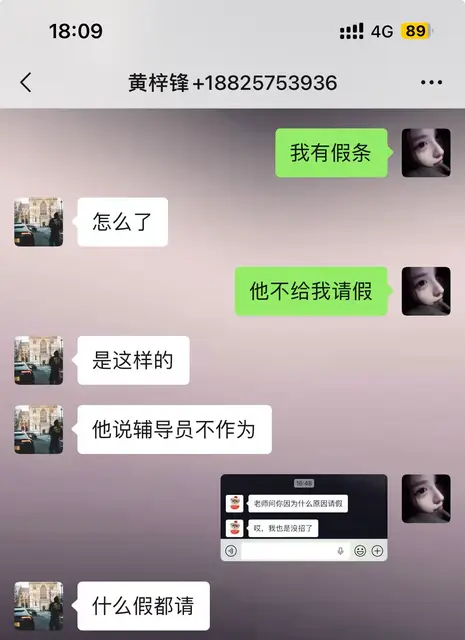 18:09
4G 89
黄梓锋+18825753936
我有假条
怎么了
他不给我请假
是这样的
他说辅导员不作为
16:48
老师问你因为什么原因请假
哎，我也是没招了
什么假都请